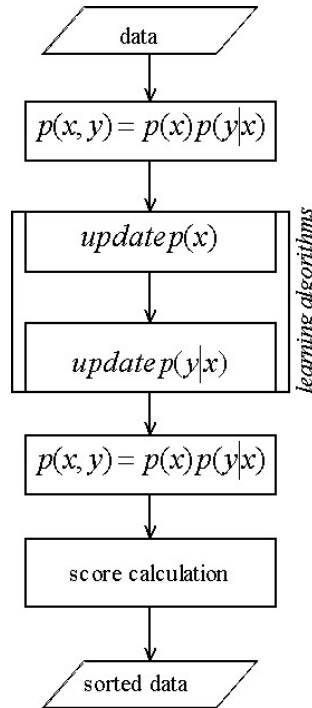 data
p(x, y) = p(x)p(y|x)
update p(x)
update p(y|x)
learning algorithms
p(x, y) = p(x)p(y|x)
score calculation
sorted data